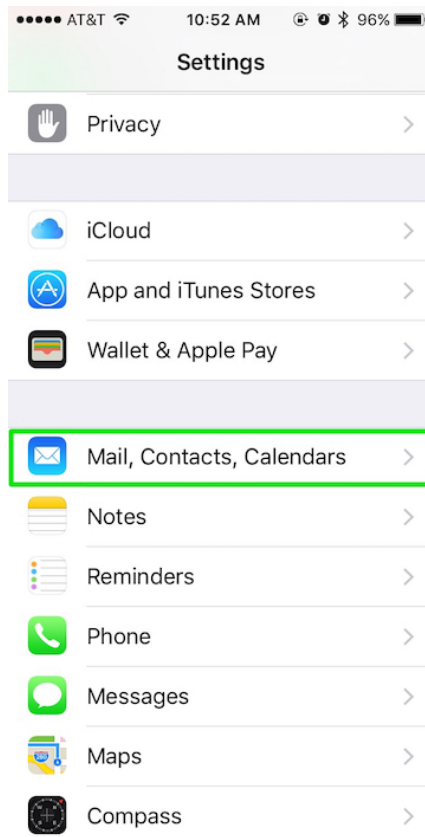 AT&T 10:52 AM 96%
Settings
Privacy
iCloud
App and iTunes Stores
Wallet & Apple Pay
Mail, Contacts, Calendars
Notes
Reminders
Phone
Messages
Maps
Compass